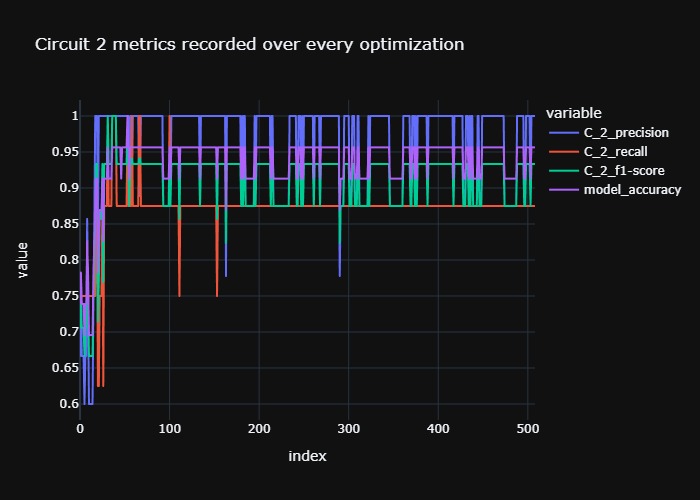 Circuit 2 metrics recorded over every optimization
variable
C_2_precision
C_2_recall
C_2_f1-score
model_accuracy
value
1
0.95
0.9
0.85
0.8
0.75
0.7
0.65
0.6
0
100
200
300
400
500
index